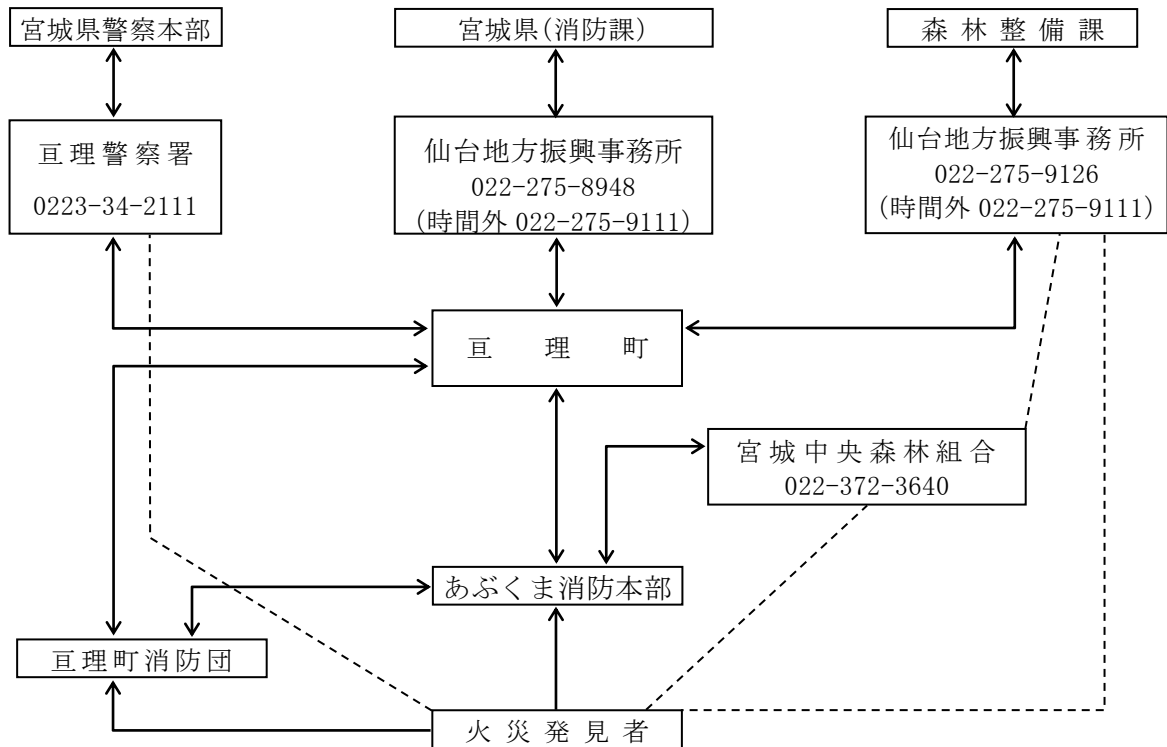 宮城県警察本部
宮城県(消防課)
森林整備課
亘理警察署
0223-34-2111
仙台地方振興事務所
022-275-8948
(時間外 022-275-9111)
仙台地方振興事務所
022-275-9126
(時間外 022-275-9111)
亘理町
宮城中央森林組合
022-372-3640
あぶくま消防本部
亘理町消防団
火災発見者